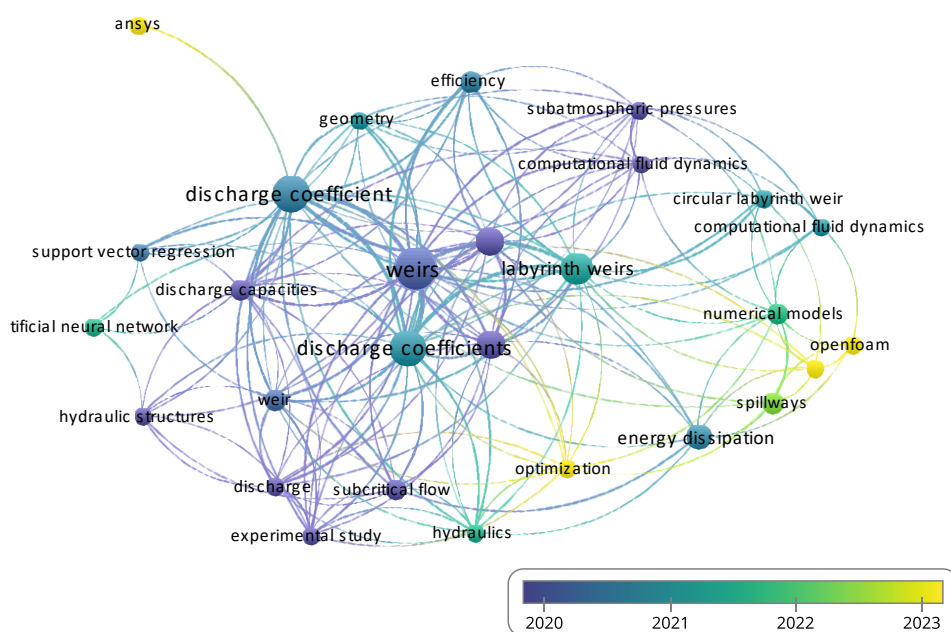 ansys
efficiency
subatmospheric pressures
geometry
computational fluid dynamics
discharge coefficient
circular labyrinth weir
computational fluid dynamics
support vector regression
weirs
labyrinth weirs
discharge capacities
numerical models
tificial neural network
openfoam
discharge coefficients
weir
spillways
hydraulic structures
energy dissipation
optimization
discharge
subcritical flow
hydraulics
experimental study
2020
2021
2022
2023